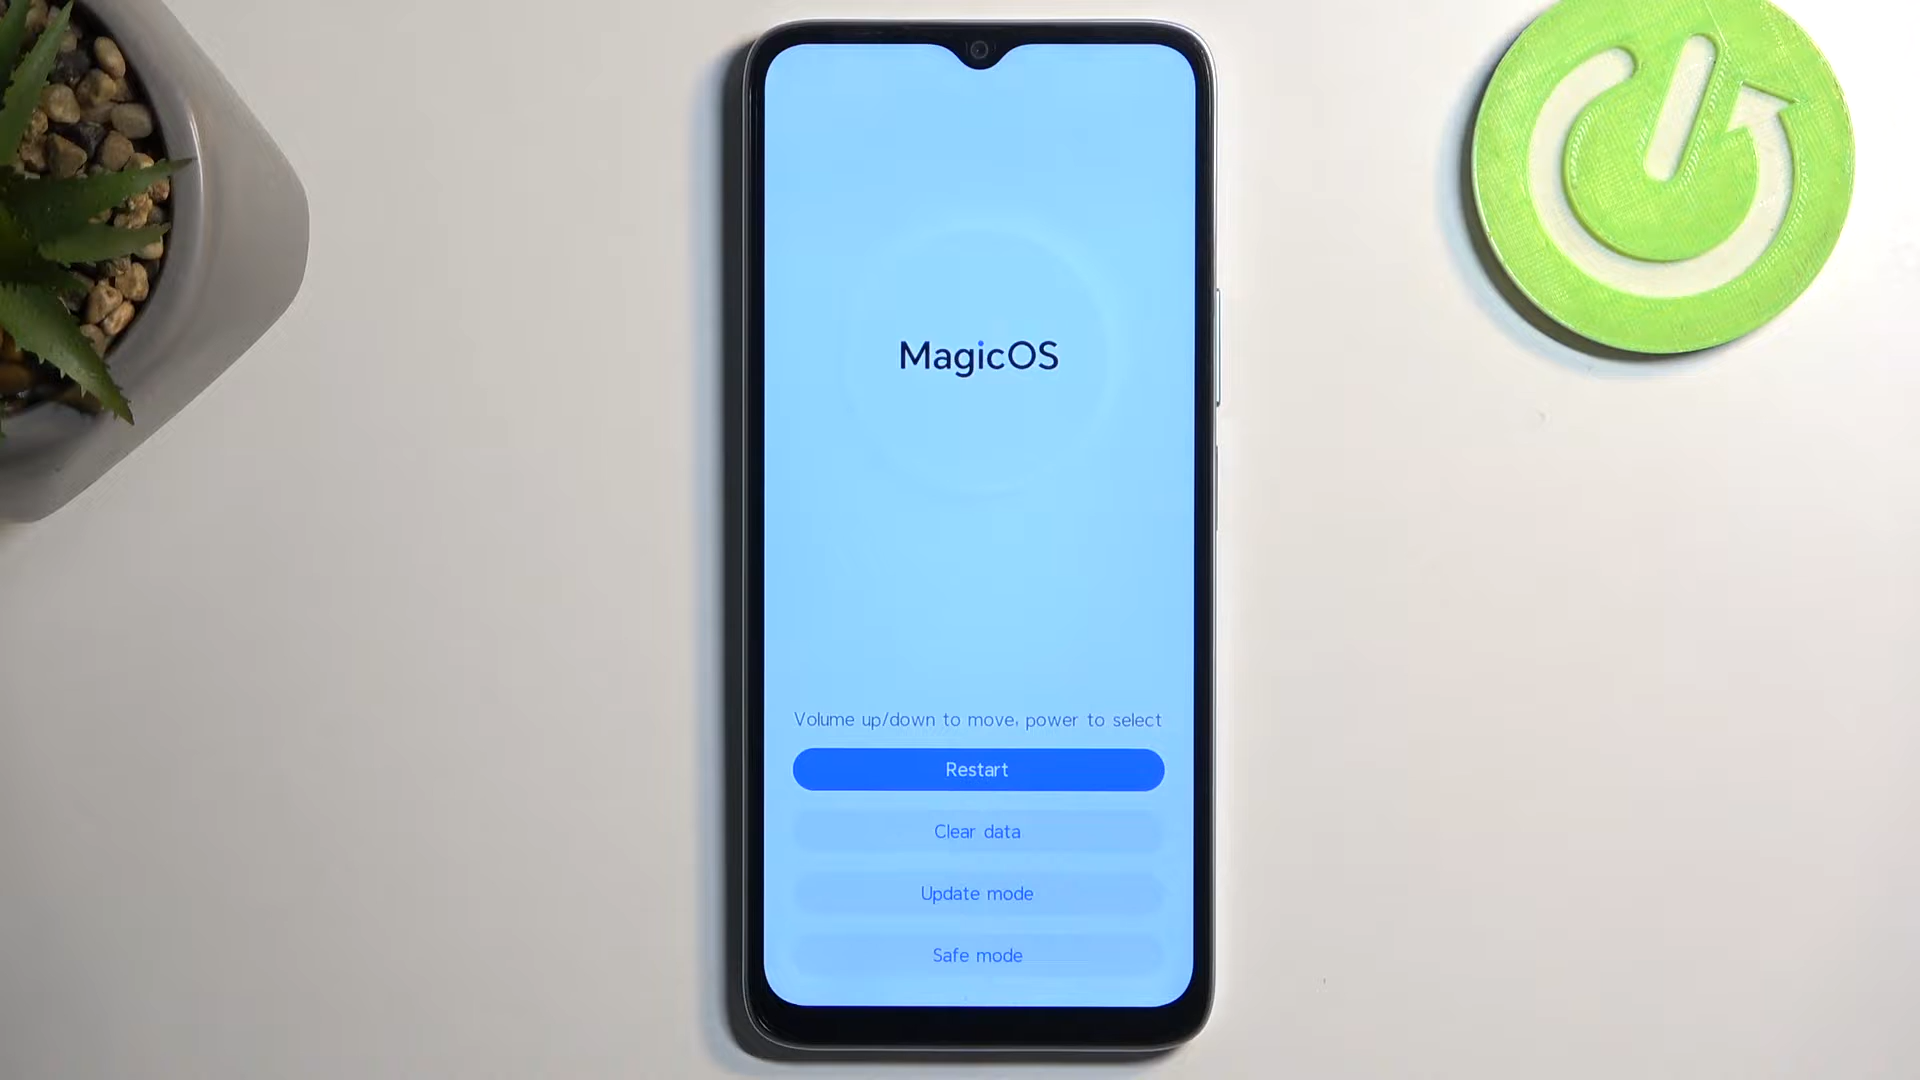 MagicOS
Volume up/down to move, power to select
Restart
Clear data
Update mode
Safe mode